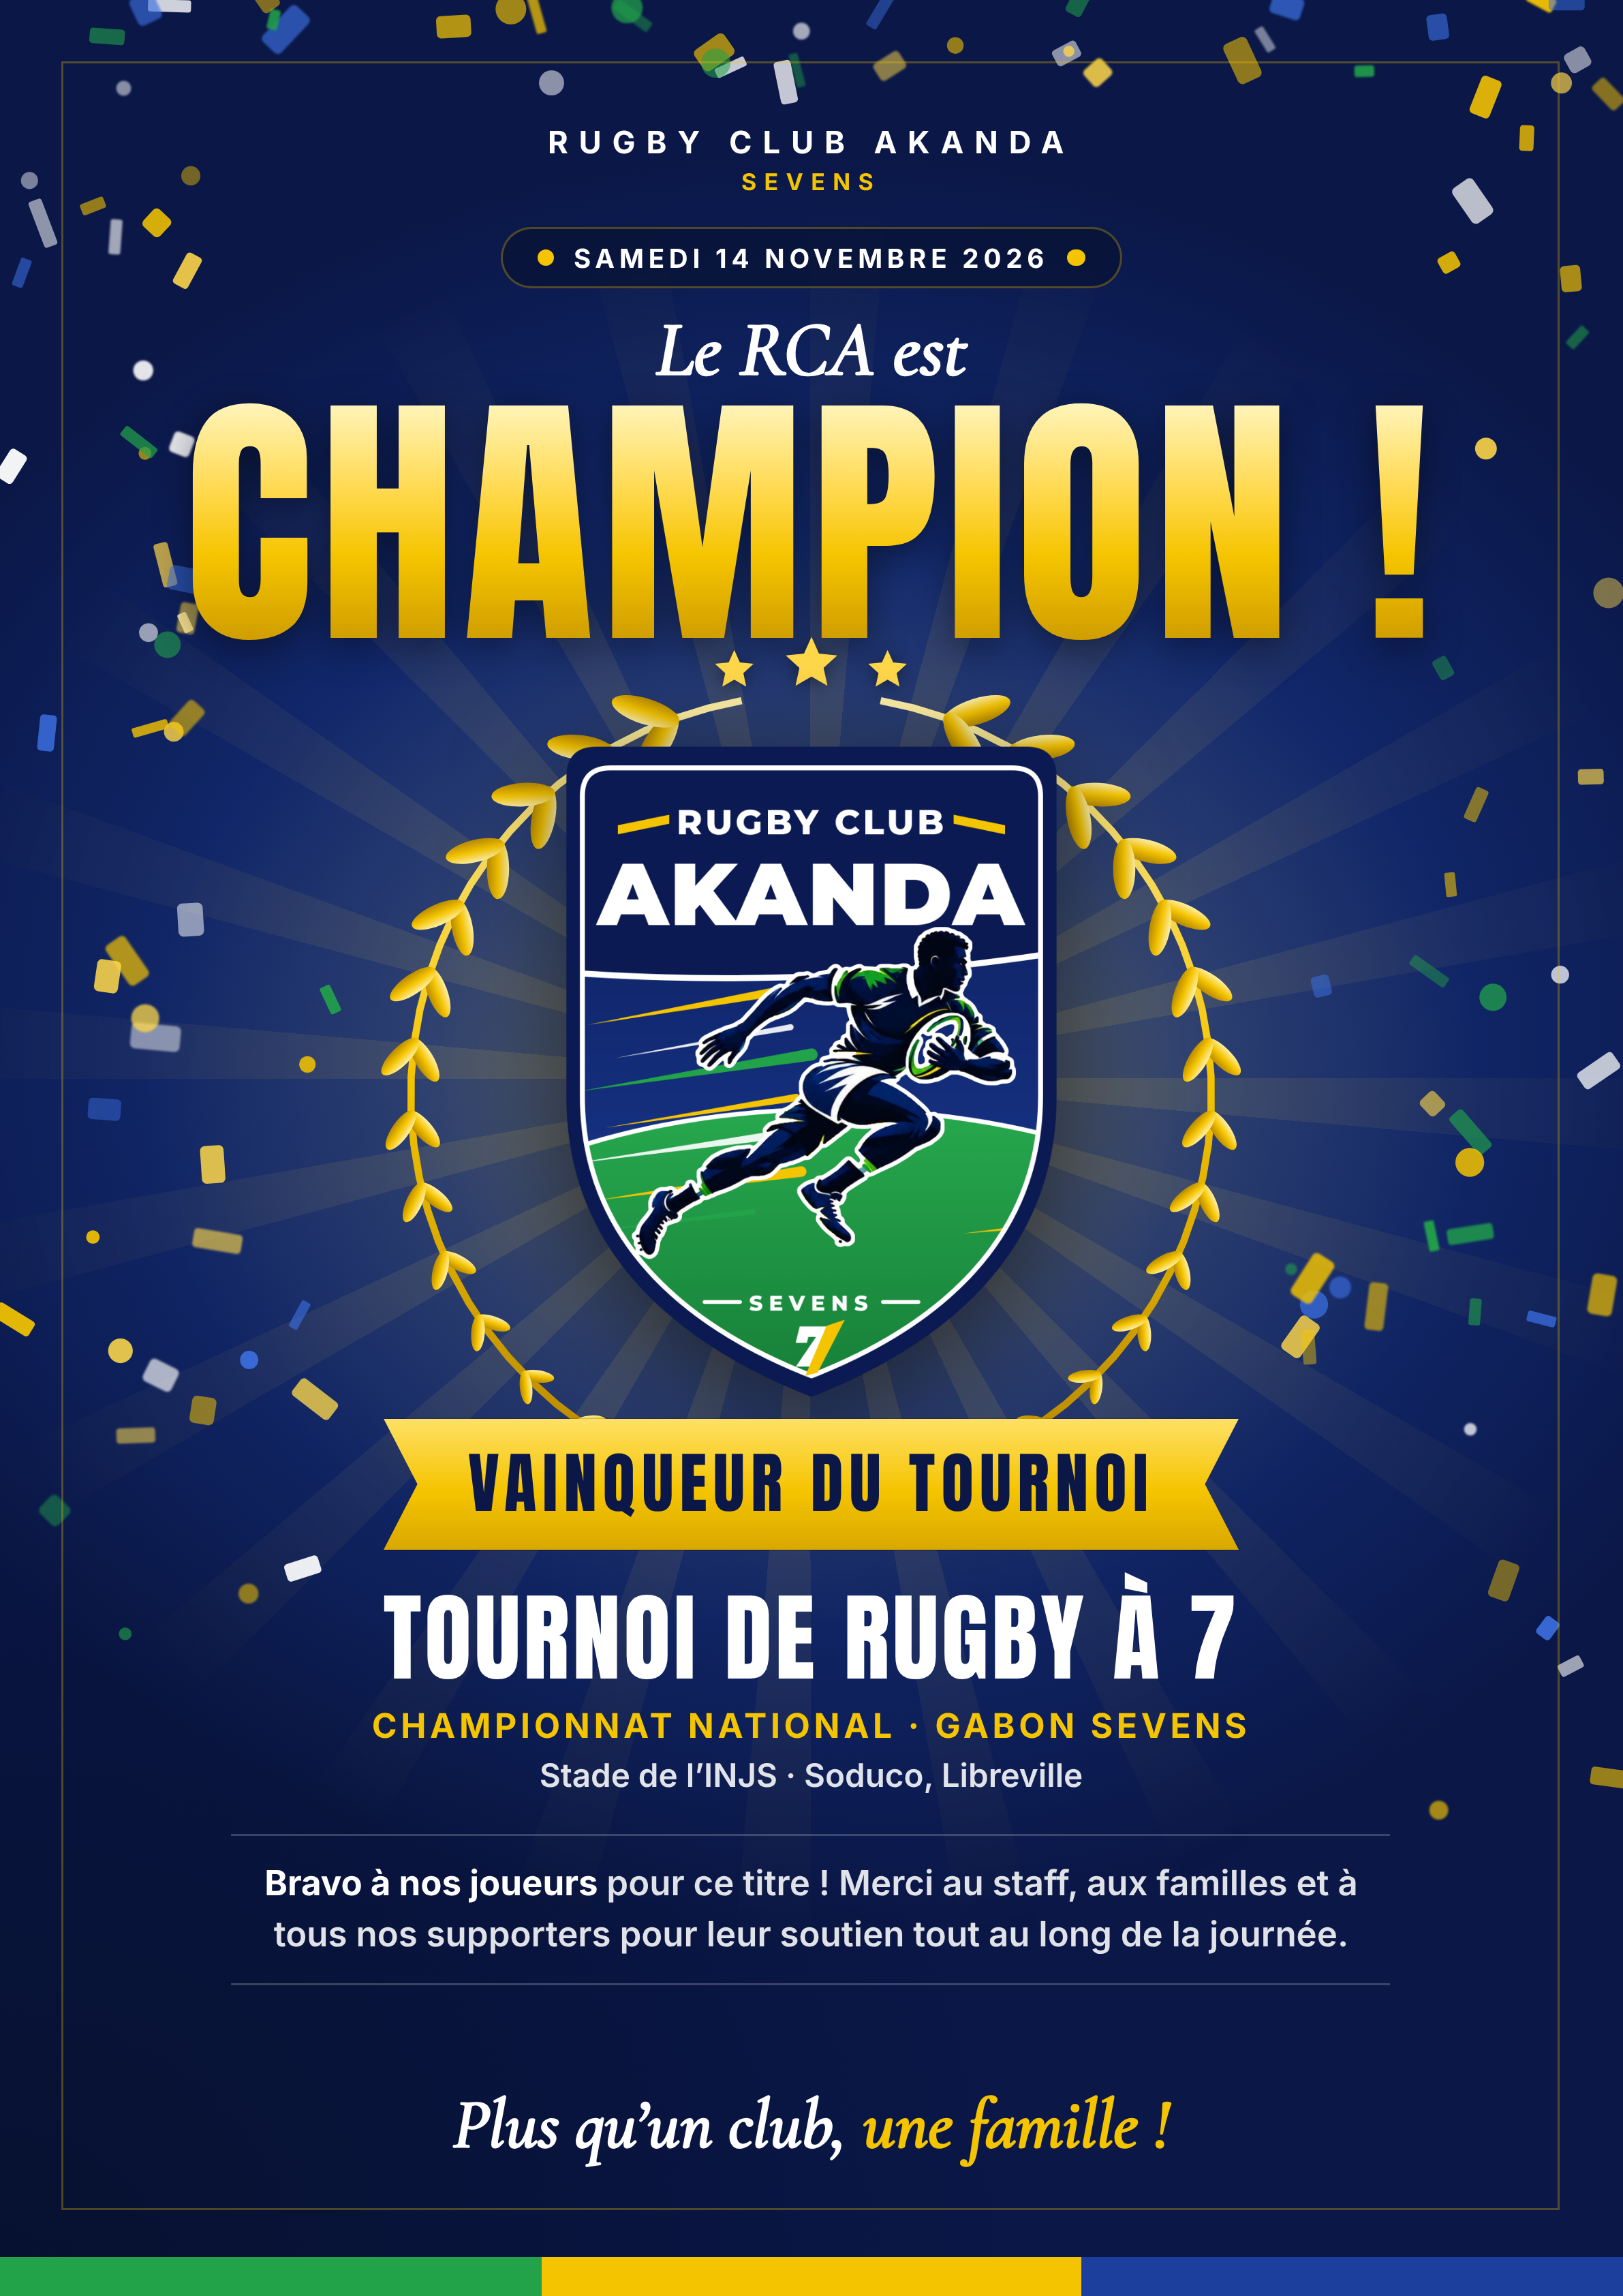 RUGBY CLUB AKANDA
SEVENS
SAMEDI 14 NOVEMBRE 2026
Le RCA est
CHAMPION !
RUGBY CLUB
AKANDA
SEVENS
7
VAINQUEUR DU TOURNOI
TOURNOI DE RUGBY À 7
CHAMPIONNAT NATIONAL · GABON SEVENS
Stade de l’INJS · Soduco, Libreville
Bravo à nos joueurs pour ce titre ! Merci au staff, aux familles et à
tous nos supporters pour leur soutien tout au long de la journée.
Plus qu’un club, une famille !